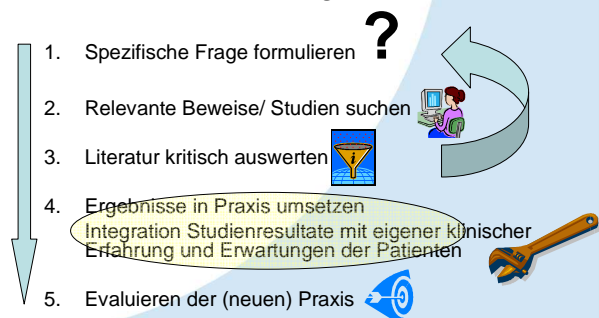 1. Spezifische Frage formulieren ?
2. Relevante Beweise/ Studien suchen
3. Literatur kritisch auswerten
i
4. Ergebnisse in Praxis umsetzen
Integration Studienresultate mit eigener klinischer
Erfahrung und Erwartungen der Patienten
5. Evaluieren der (neuen) Praxis